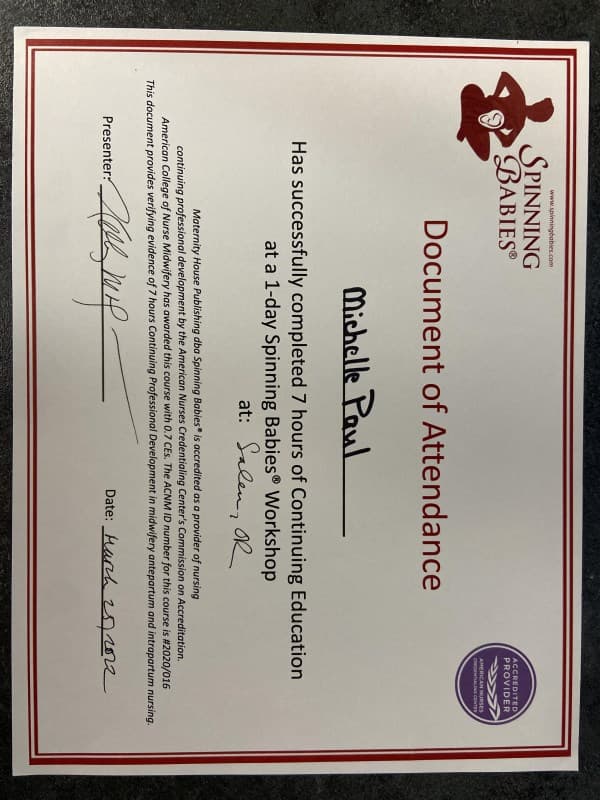 www.spinningbabies.com
SPINNING
BABIES®
Document of Attendance
Michelle Paul
Has successfully completed 7 hours of Continuing Education
at a 1-day Spinning Babies® Workshop
at: Salem, OR
Maternity House Publishing dba Spinning Babies® is accredited as a provider of nursing
continuing professional development by the American Nurses Credentialing Center's Commission on Accreditation.
American College of Nurse Midwifery has awarded this course with 0.7 CEs. The ACNM ID number for this course is #2020/016
This document provides verifying evidence of 7 hours Continuing Professional Development in midwifery antepartum and intrapartum nursing.
Presenter:
Date: March 25, 2022
ACCREDITED
PROVIDER
AMERICAN NURSES
CREDENTIALING CENTER